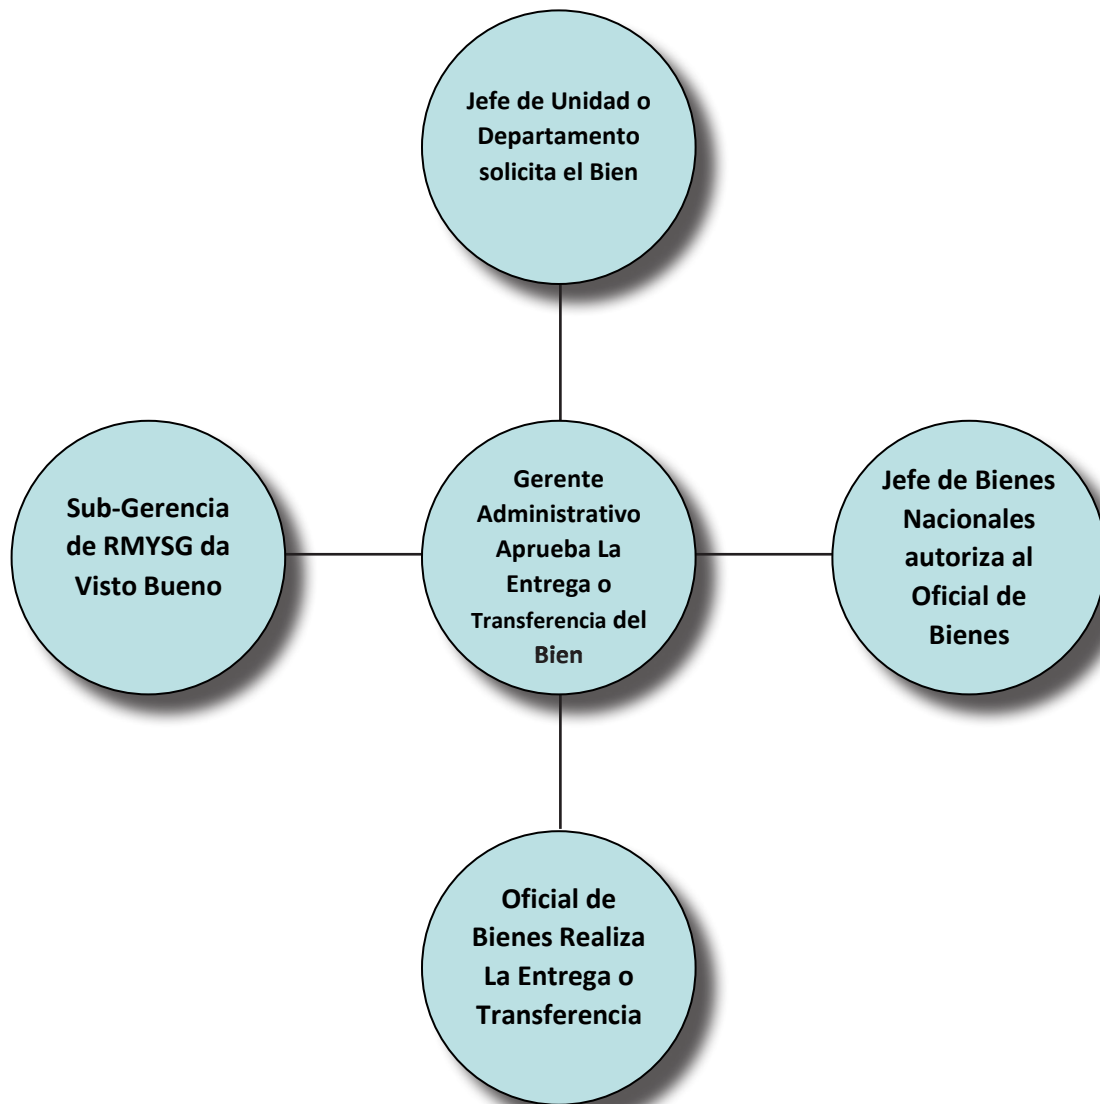 Jefe de Unidad o
Departamento
solicita el Bien
Sub-Gerencia
de RMYSG da
Visto Bueno
Gerente
Administrativo
Aprueba La
Entrega o
Transferencia del
Bien
Jefe de Bienes
Nacionales
autoriza al
Oficial de
Bienes
Oficial de
Bienes Realiza
La Entrega o
Transferencia